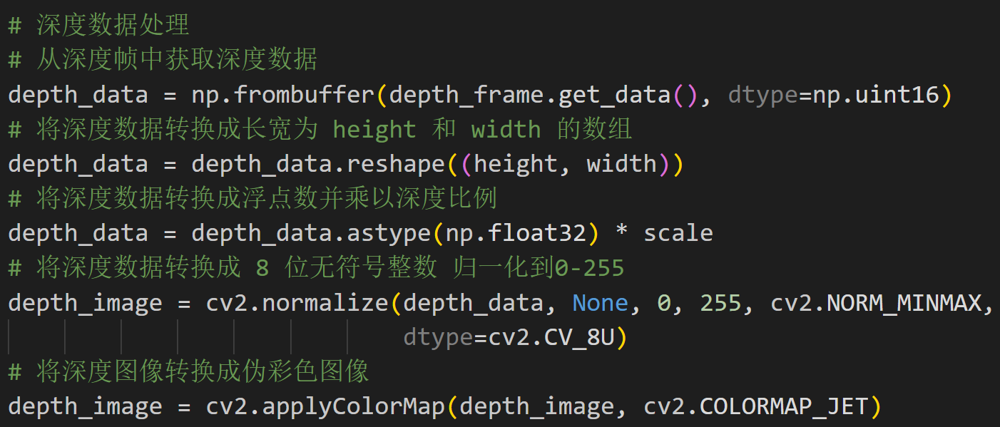 # 深度数据处理
# 从深度帧中获取深度数据
depth_data = np.frombuffer(depth_frame.get_data(), dtype=np.uint16)
# 将深度数据转换成长宽为 height 和 width 的数组
depth_data = depth_data.reshape((height, width))
# 将深度数据转换成浮点数并乘以深度比例
depth_data = depth_data.astype(np.float32) * scale
# 将深度数据转换成 8 位无符号整数 归一化到0-255
depth_image = cv2.normalize(depth_data, None, 0, 255, cv2.NORM_MINMAX,
                            dtype=cv2.CV_8U)
# 将深度图像转换成伪彩色图像
depth_image = cv2.applyColorMap(depth_image, cv2.COLORMAP_JET)